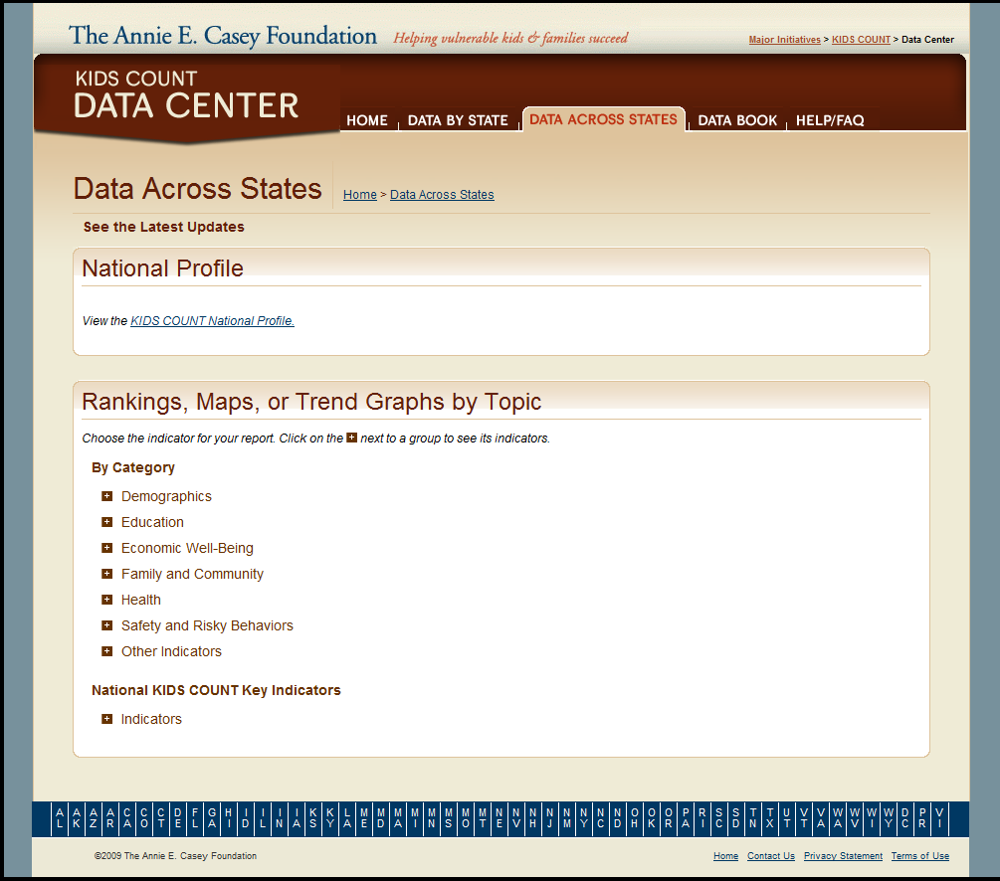 The Annie E. Casey Foundation Helping vulnerable kids & families succeed
Major Initiatives > KIDS COUNT > Data Center
KIDS COUNT
DATA CENTER
HOME DATA BY STATE DATA ACROSS STATES DATA BOOK HELP/FAQ
Data Across States
Home > Data Across States
See the Latest Updates
National Profile
View the KIDS COUNT National Profile.
Rankings, Maps, or Trend Graphs by Topic
Choose the indicator for your report. Click on the + next to a group to see its indicators.
By Category
Demographics
Education
Economic Well-Being
Family and Community
Health
Safety and Risky Behaviors
Other Indicators
National KIDS COUNT Key Indicators
Indicators
AL AK AZ AR CA CO CT DE FL GA HI ID IL IN IA KS KY LA ME MD MA MI MN MS MO MT NE NV NH NJ NM NY NC ND OH OK OR PA RI SC SD TN TX UT VT VA WA WV WI WY DC PR VI
©2009 The Annie E. Casey Foundation
Home Contact Us Privacy Statement Terms of Use